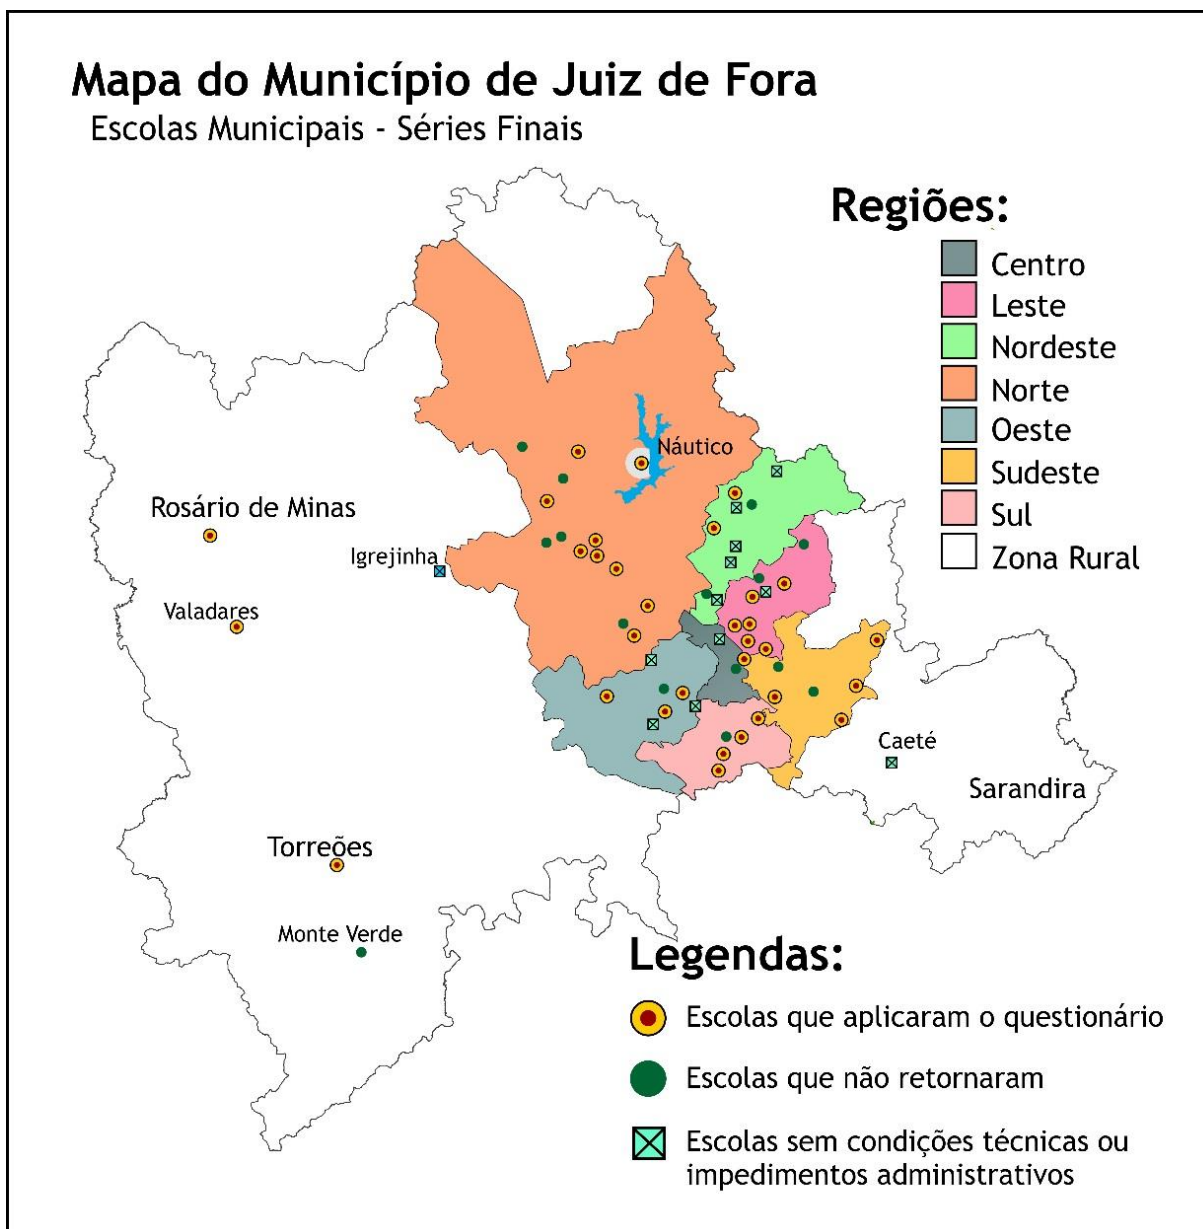 Mapa do Município de Juiz de Fora
Escolas Municipais - Séries Finais
Regiões:
Centro
Leste
Nordeste
Norte
Oeste
Sudeste
Sul
Zona Rural
Náutico
Rosário de Minas
Igrejinha
Valadares
Caeté
Sarandira
Torreões
Monte Verde
Legendas:
Escolas que aplicaram o questionário
Escolas que não retornaram
Escolas sem condições técnicas ou
impedimentos administrativos